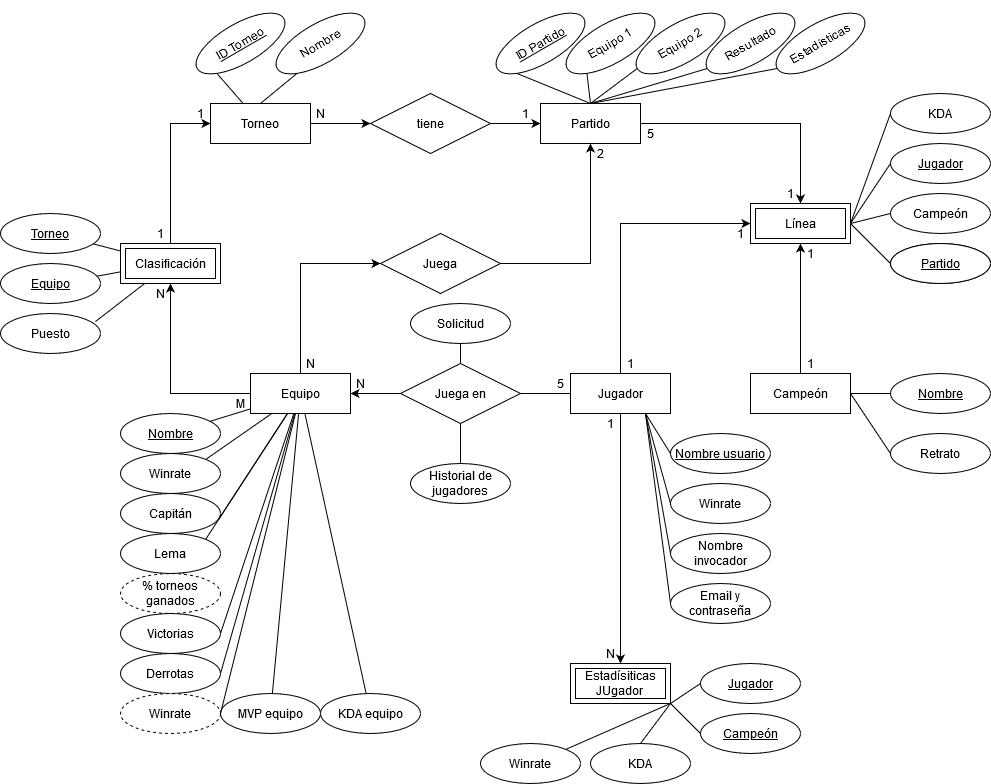 ID Torneo
Nombre
ID Partido
Equipo 1
Equipo 2
Resultado
Estadisticas
1
Torneo
N
tiene
1
Partido
5
2
KDA
Jugador
Campeón
Partido
1
Línea
1
1
Torneo
Equipo
Puesto
1
Clasificación
N
Juega
Solicitud
N
Equipo
M
N
Juega en
5
1
Jugador
1
1
Campeón
Nombre
Retrato
Historial de
jugadores
Nombre
Winrate
Capitán
Lema
% torneos
ganados
Victorias
Derrotas
Winrate
MVP equipo
KDA equipo
Nombre usuario
Winrate
Nombre
invocador
Email y
contraseña
N
Estadísiticas
JUgador
Jugador
Campeón
Winrate
KDA